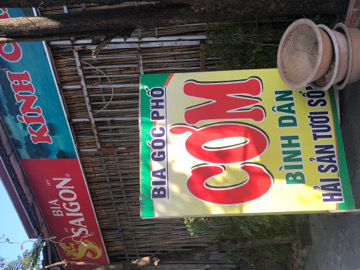 KÍNH
BIA
SAIGON
BIA GÓC PHỐ
CƠM
BÌNH DÂN
HẢI SẢN TƯƠI SỐNG